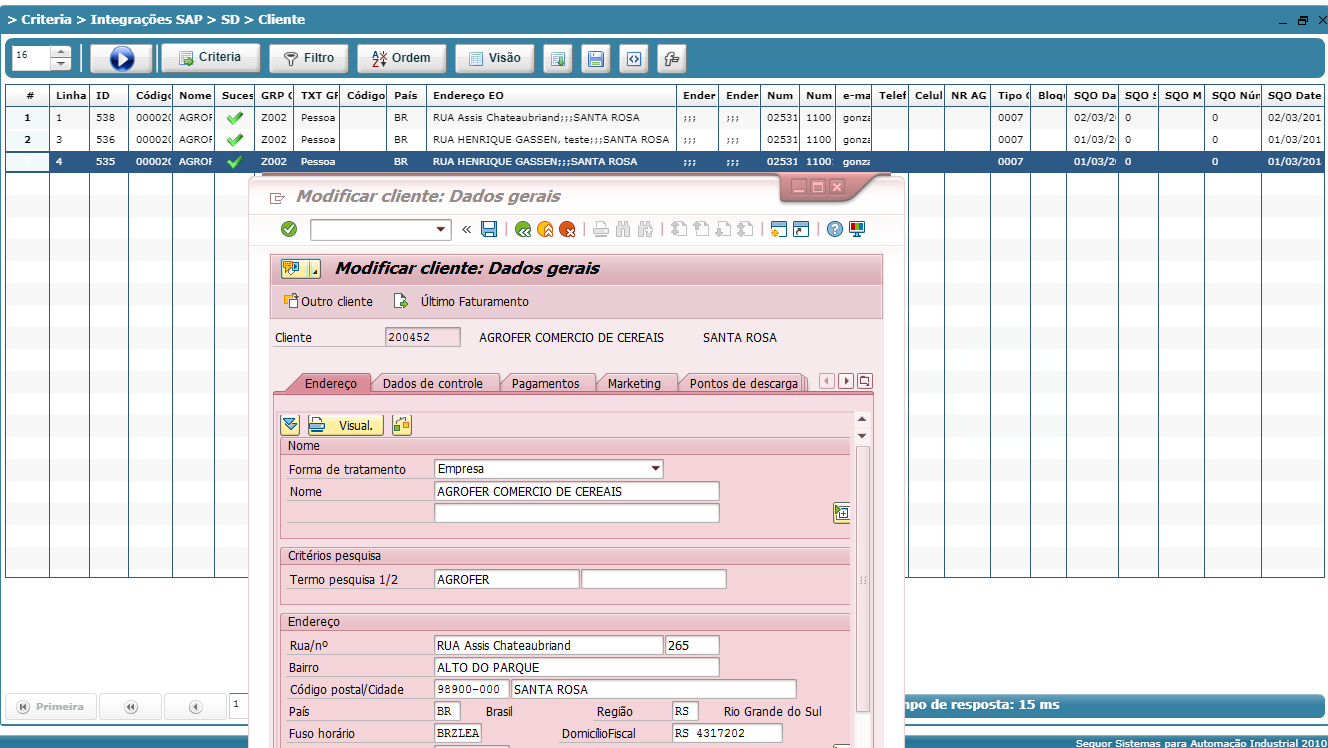 > Criteria > Integrações SAP > SD > Cliente
16 Criteria Filtro Ordem Visão
# Linha ID Código Nome Suces GRP C TXT GF Código País Endereço EO Ender Ender Num Num e-ma Telef Celul NR AG Tipo C Bloqu SQO Da SQO S SQO M SQO Núr SQO Date
1 1 538 00002 AGROF Z002 Pessoa BR RUA Assis Chateaubriand;;;SANTA ROSA ;;; ;;; 02531 1100 gonza 0007 02/03/2 0 0 02/03/201
2 3 536 00002 AGROF Z002 Pessoa BR RUA HENRIQUE GASSEN, teste;;;SANTA ROSA ;;; ;;; 02531 1100 gonza 0007 01/03/2 0 0 01/03/201
4 535 00002 AGROF Z002 Pessoa BR RUA HENRIQUE GASSEN;;;SANTA ROSA ;;; ;;; 02531 1100 gonza 0007 01/03/2 0 0 01/03/201
Modificar cliente: Dados gerais
Modificar cliente: Dados gerais
Outro cliente Último Faturamento
Cliente 200452 AGROFER COMERCIO DE CEREAIS SANTA ROSA
Endereço Dados de controle Pagamentos Marketing Pontos de descarga
Visual.
Nome
Forma de tratamento Empresa
Nome AGROFER COMERCIO DE CEREAIS
Critérios pesquisa
Termo pesquisa 1/2 AGROFER
Endereço
Rua/nº RUA Assis Chateaubriand 265
Bairro ALTO DO PARQUE
Código postal/Cidade 98900-000 SANTA ROSA
País BR Brasil Região RS Rio Grande do Sul
Fuso horário BRZLEA DomicílioFiscal RS 4317202
Primeira 1 mpo de resposta: 15 ms
Sequor Sistemas para Automação Industrial 2010